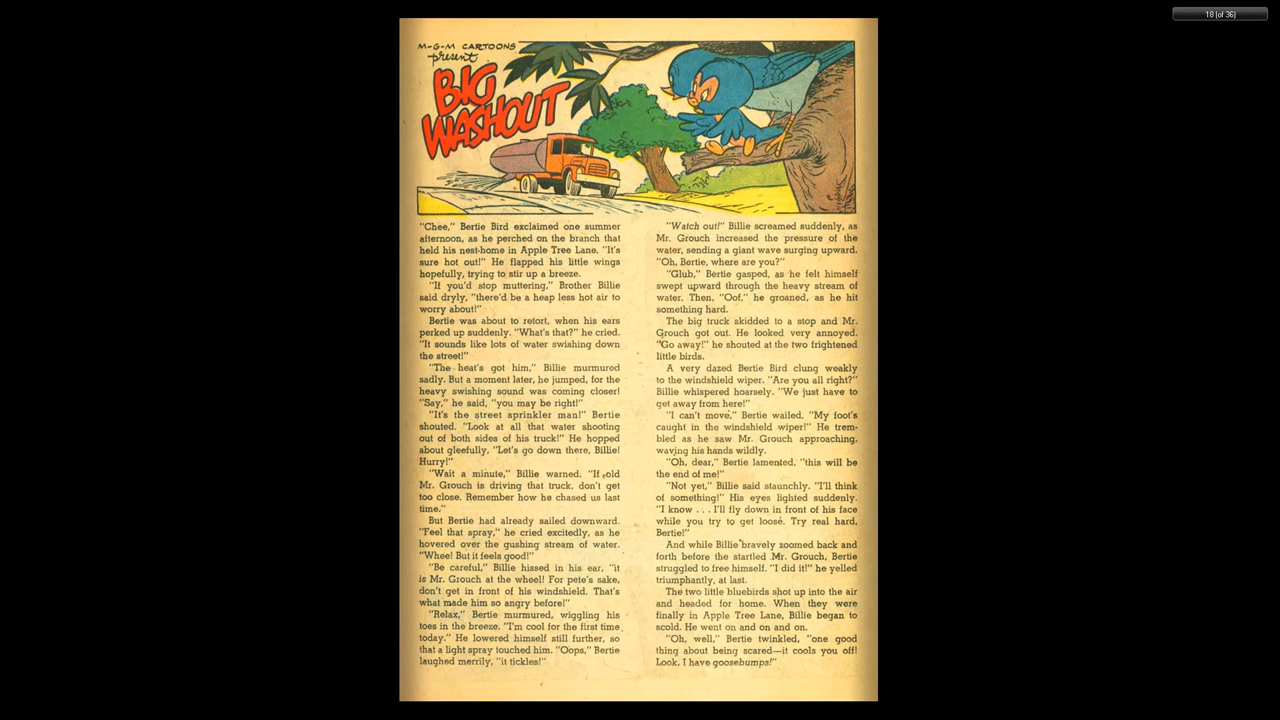 18 (of 36)
M-G-M CARTOONS
present
BIG
WASHOUT
"Chee," Bertie Bird exclaimed one summer
afternoon, as he perched on the branch that
held his nest-home in Apple Tree Lane. "It's
sure hot out!" He flapped his little wings
hopefully, trying to stir up a breeze.
"If you'd stop muttering," Brother Billie
said dryly, "there'd be a heap less hot air to
worry about!"
Bertie was about to retort, when his ears
perked up suddenly. "What's that?" he cried.
"It sounds like lots of water swishing down
the street!"
"The heat's got him," Billie murmured
sadly. But a moment later, he jumped, for the
heavy swishing sound was coming closer!
"Say," he said, "you may be right!"
"It's the street sprinkler man!" Bertie
shouted. "Look at all that water shooting
out of both sides of his truck!" He hopped
about gleefully, "Let's go down there, Billie!
Hurry!"
"Wait a minute," Billie warned. "If old
Mr. Grouch is driving that truck, don't get
too close. Remember how he chased us last
time."
But Bertie had already sailed downward.
"Feel that spray," he cried excitedly, as he
hovered over the gushing stream of water.
"Whee! But it feels good!"
"Be careful," Billie hissed in his ear, "it
is Mr. Grouch at the wheel! For pete's sake,
don't get in front of his windshield. That's
what made him so angry before!"
"Relax," Bertie murmured, wiggling his
toes in the breeze. "I'm cool for the first time
today." He lowered himself still further, so
that a light spray touched him. "Oops," Bertie
laughed merrily, "it tickles!"
"Watch out!" Billie screamed suddenly, as
Mr. Grouch increased the pressure of the
water, sending a giant wave surging upward.
"Oh, Bertie, where are you?"
"Glub," Bertie gasped, as he felt himself
swept upward through the heavy stream of
water. Then, "Oof," he groaned, as he hit
something hard.
The big truck skidded to a stop and Mr.
Grouch got out. He looked very annoyed.
"Go away!" he shouted at the two frightened
little birds.
A very dazed Bertie Bird clung weakly
to the windshield wiper. "Are you all right?"
Billie whispered hoarsely. "We just have to
get away from here!"
"I can't move," Bertie wailed. "My foot's
caught in the windshield wiper!" He trem-
bled as he saw Mr. Grouch approaching,
waving his hands wildly.
"Oh, dear," Bertie lamented, "this will be
the end of me!"
"Not yet," Billie said staunchly. "I'll think
of something!" His eyes lighted suddenly.
"I know . . . I'll fly down in front of his face
while you try to get loose. Try real hard,
Bertie!"
And while Billie bravely zoomed back and
forth before the startled Mr. Grouch, Bertie
struggled to free himself. "I did it!" he yelled
triumphantly, at last.
The two little bluebirds shot up into the air
and headed for home. When they were
finally in Apple Tree Lane, Billie began to
scold. He went on and on and on.
"Oh, well," Bertie twinkled, "one good
thing about being scared—it cools you off!
Look, I have goosebumps!"